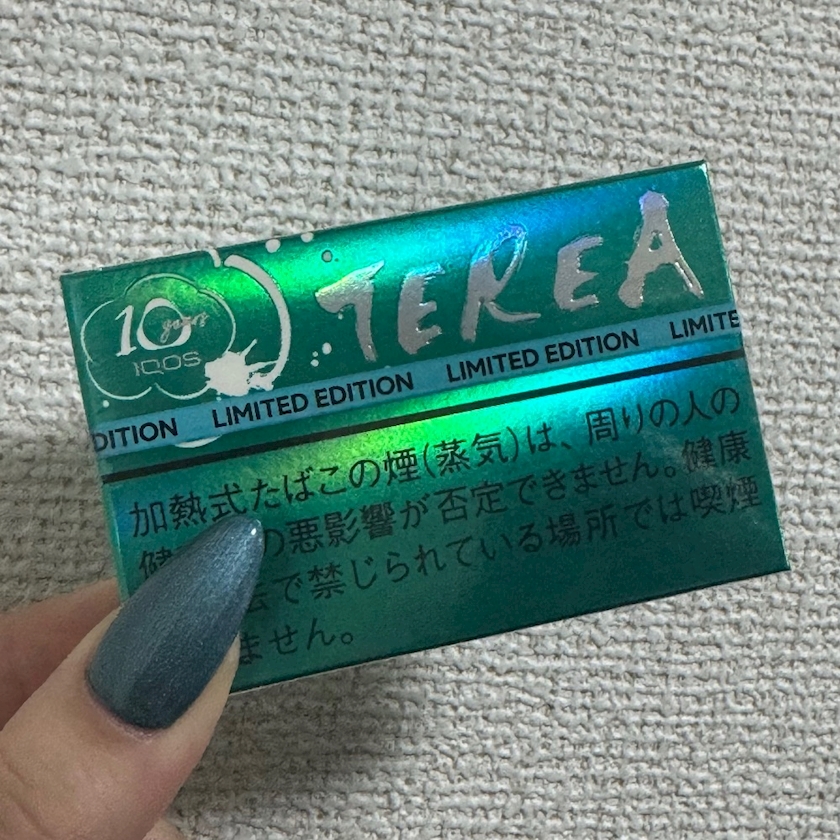 10
years
IQOS
TEREA
DITION LIMITED EDITION LIMITED EDITION LIMITE
加熱式たばこの煙(蒸気)は、周りの人の
健 の悪影響が否定できません。健康
で禁じられている場所では喫煙
ません。